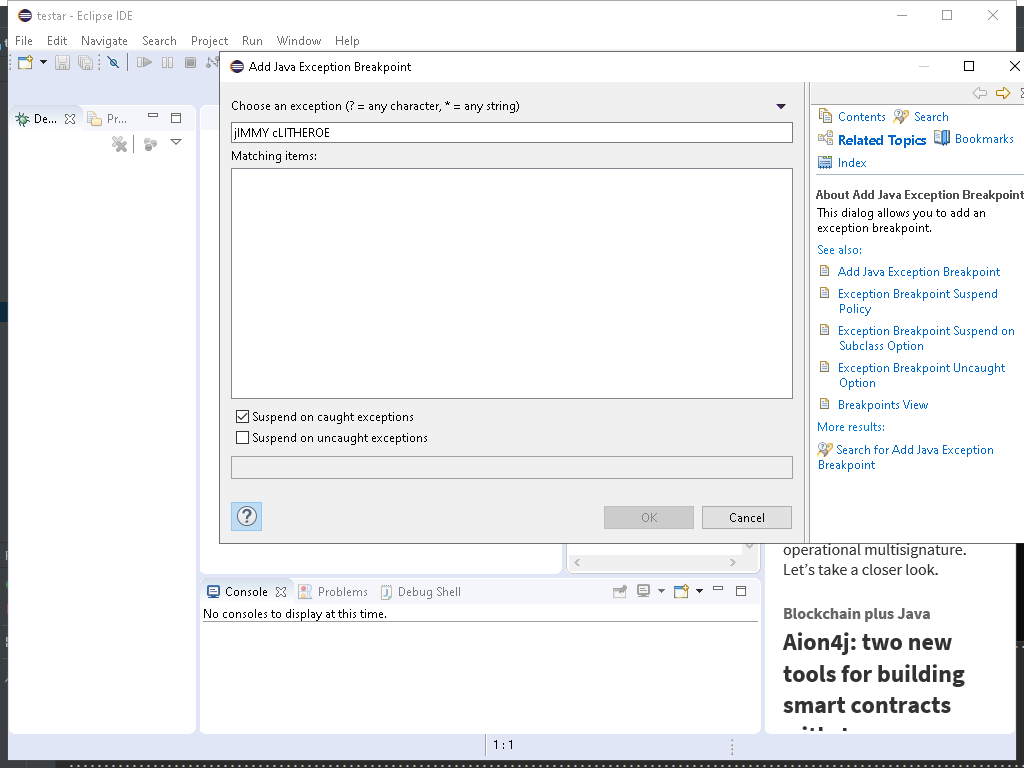 testar - Eclipse IDE
File Edit Navigate Search Project Run Window Help
Add Java Exception Breakpoint
Choose an exception (? = any character, * = any string)
jIMMY cLITHEROE
Matching items:
Suspend on caught exceptions
Suspend on uncaught exceptions
?
OK Cancel
De... Pr...
Contents Search
Related Topics Bookmarks
Index
About Add Java Exception Breakpoint
This dialog allows you to add an
exception breakpoint.
See also:
Add Java Exception Breakpoint
Exception Breakpoint Suspend
Policy
Exception Breakpoint Suspend on
Subclass Option
Exception Breakpoint Uncaught
Option
Breakpoints View
More results:
Search for Add Java Exception
Breakpoint
operational multisignature.
Let’s take a closer look.
Blockchain plus Java
Aion4j: two new
tools for building
smart contracts
Console Problems Debug Shell
No consoles to display at this time.
1 : 1